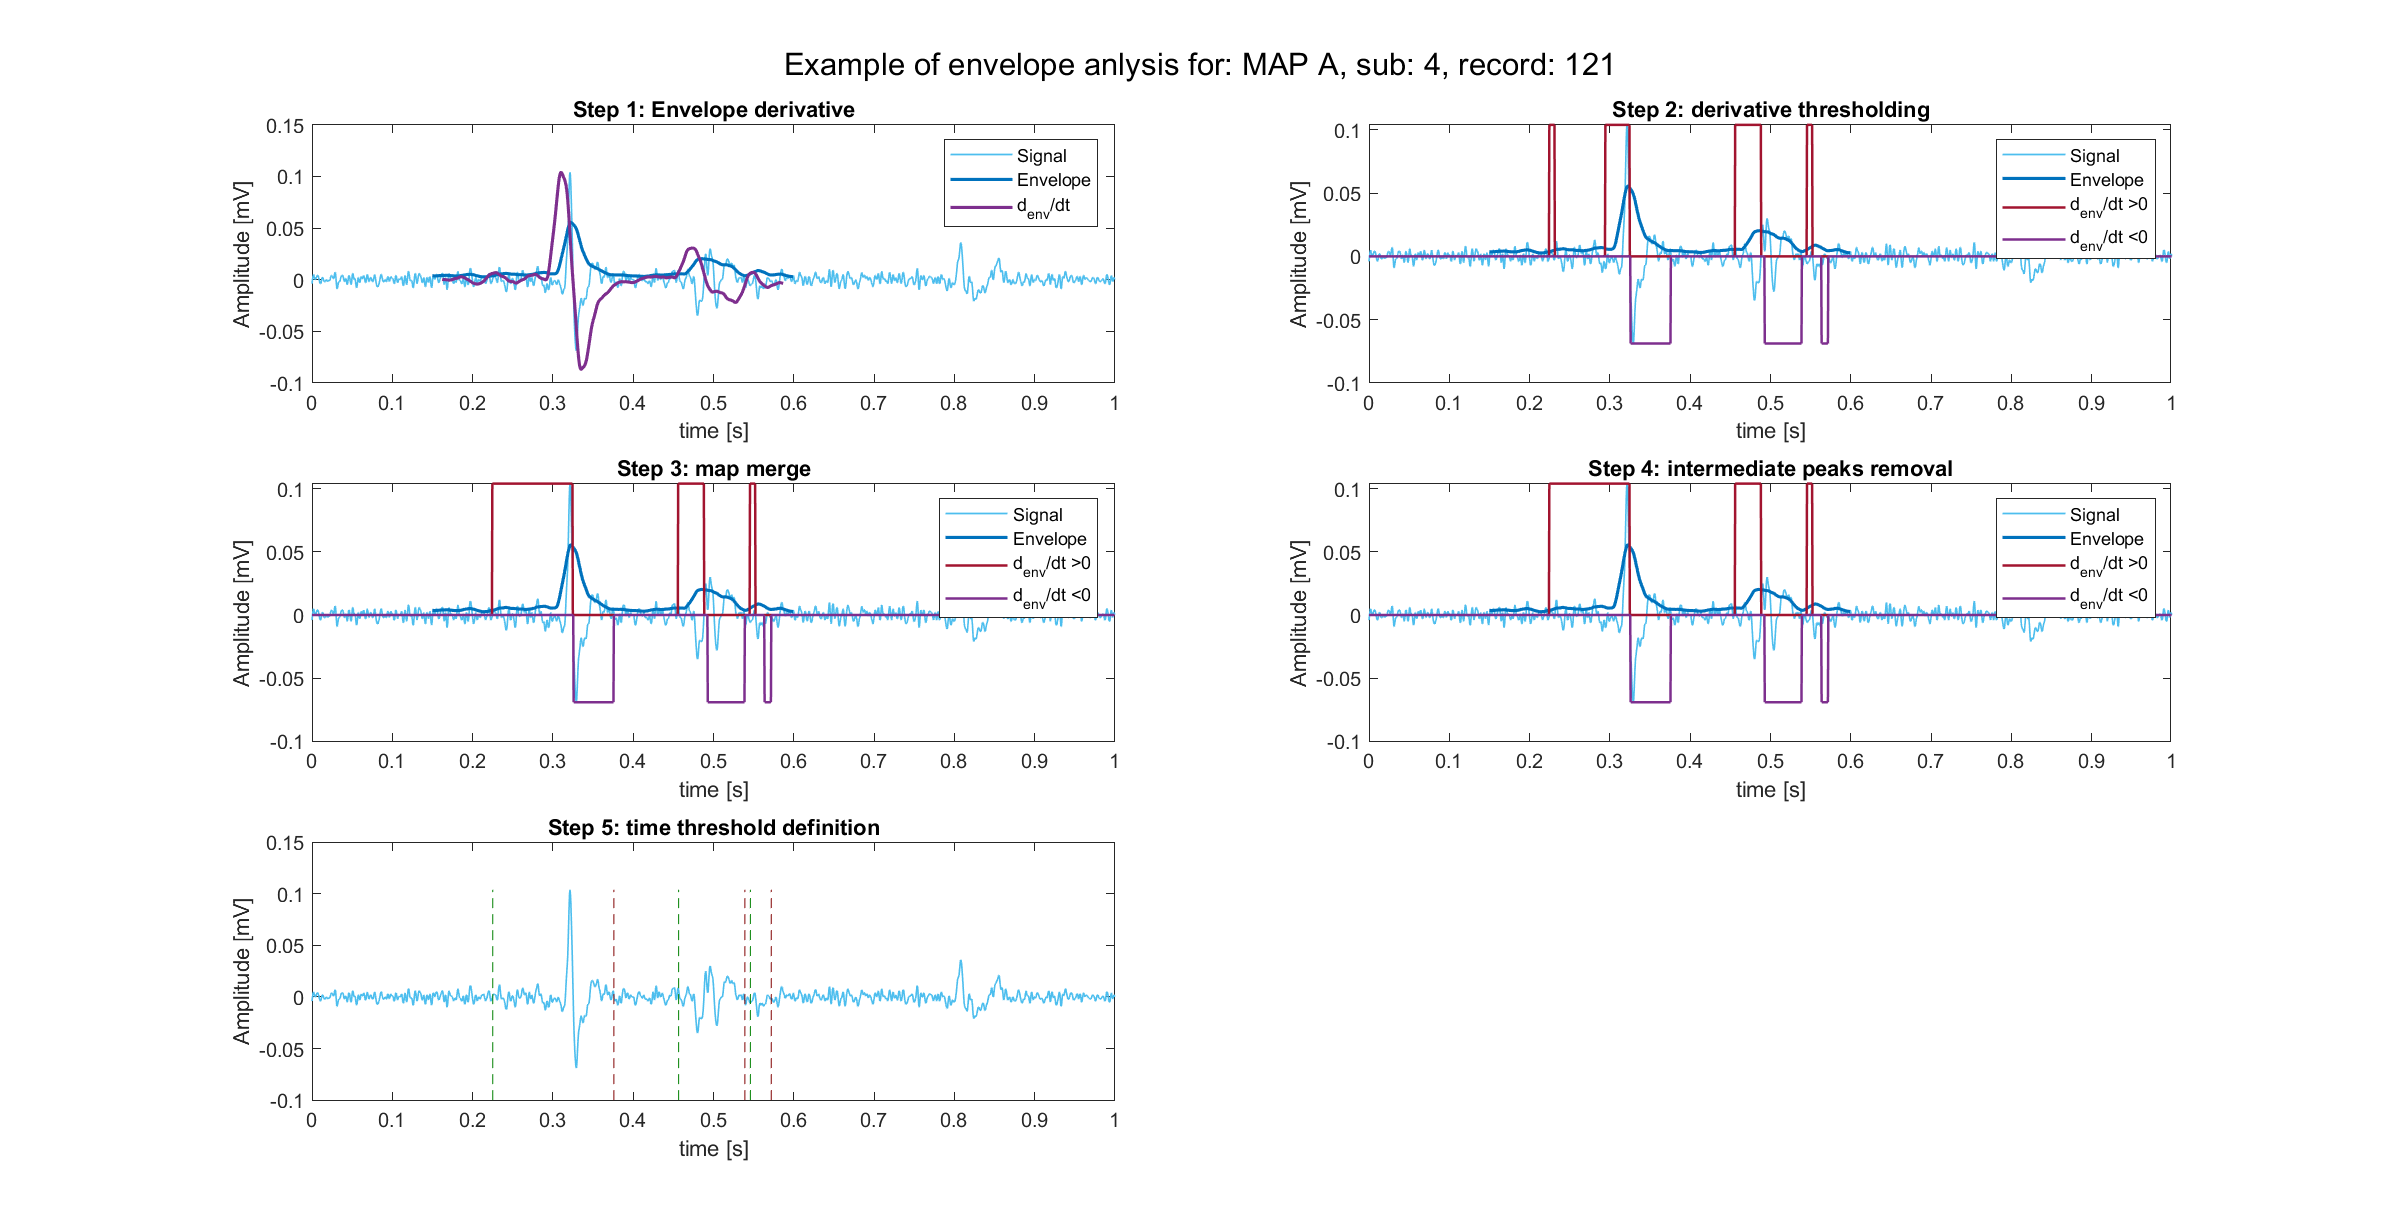 Example of envelope anlysis for: MAP A, sub: 4, record: 121
Step 1: Envelope derivative
0.15
0.1
0.05
0
-0.05
-0.1
Amplitude [mV]
0 0.1 0.2 0.3 0.4 0.5 0.6 0.7 0.8 0.9 1
time [s]
Signal
Envelope
d_env/dt
Step 2: derivative thresholding
0.1
0.05
0
-0.05
-0.1
Amplitude [mV]
0 0.1 0.2 0.3 0.4 0.5 0.6 0.7 0.8 0.9 1
time [s]
Signal
Envelope
d_env/dt >0
d_env/dt <0
Step 3: map merge
0.1
0.05
0
-0.05
-0.1
Amplitude [mV]
0 0.1 0.2 0.3 0.4 0.5 0.6 0.7 0.8 0.9 1
time [s]
Signal
Envelope
d_env/dt >0
d_env/dt <0
Step 4: intermediate peaks removal
0.1
0.05
0
-0.05
-0.1
Amplitude [mV]
0 0.1 0.2 0.3 0.4 0.5 0.6 0.7 0.8 0.9 1
time [s]
Signal
Envelope
d_env/dt >0
d_env/dt <0
Step 5: time threshold definition
0.15
0.1
0.05
0
-0.05
-0.1
Amplitude [mV]
0 0.1 0.2 0.3 0.4 0.5 0.6 0.7 0.8 0.9 1
time [s]